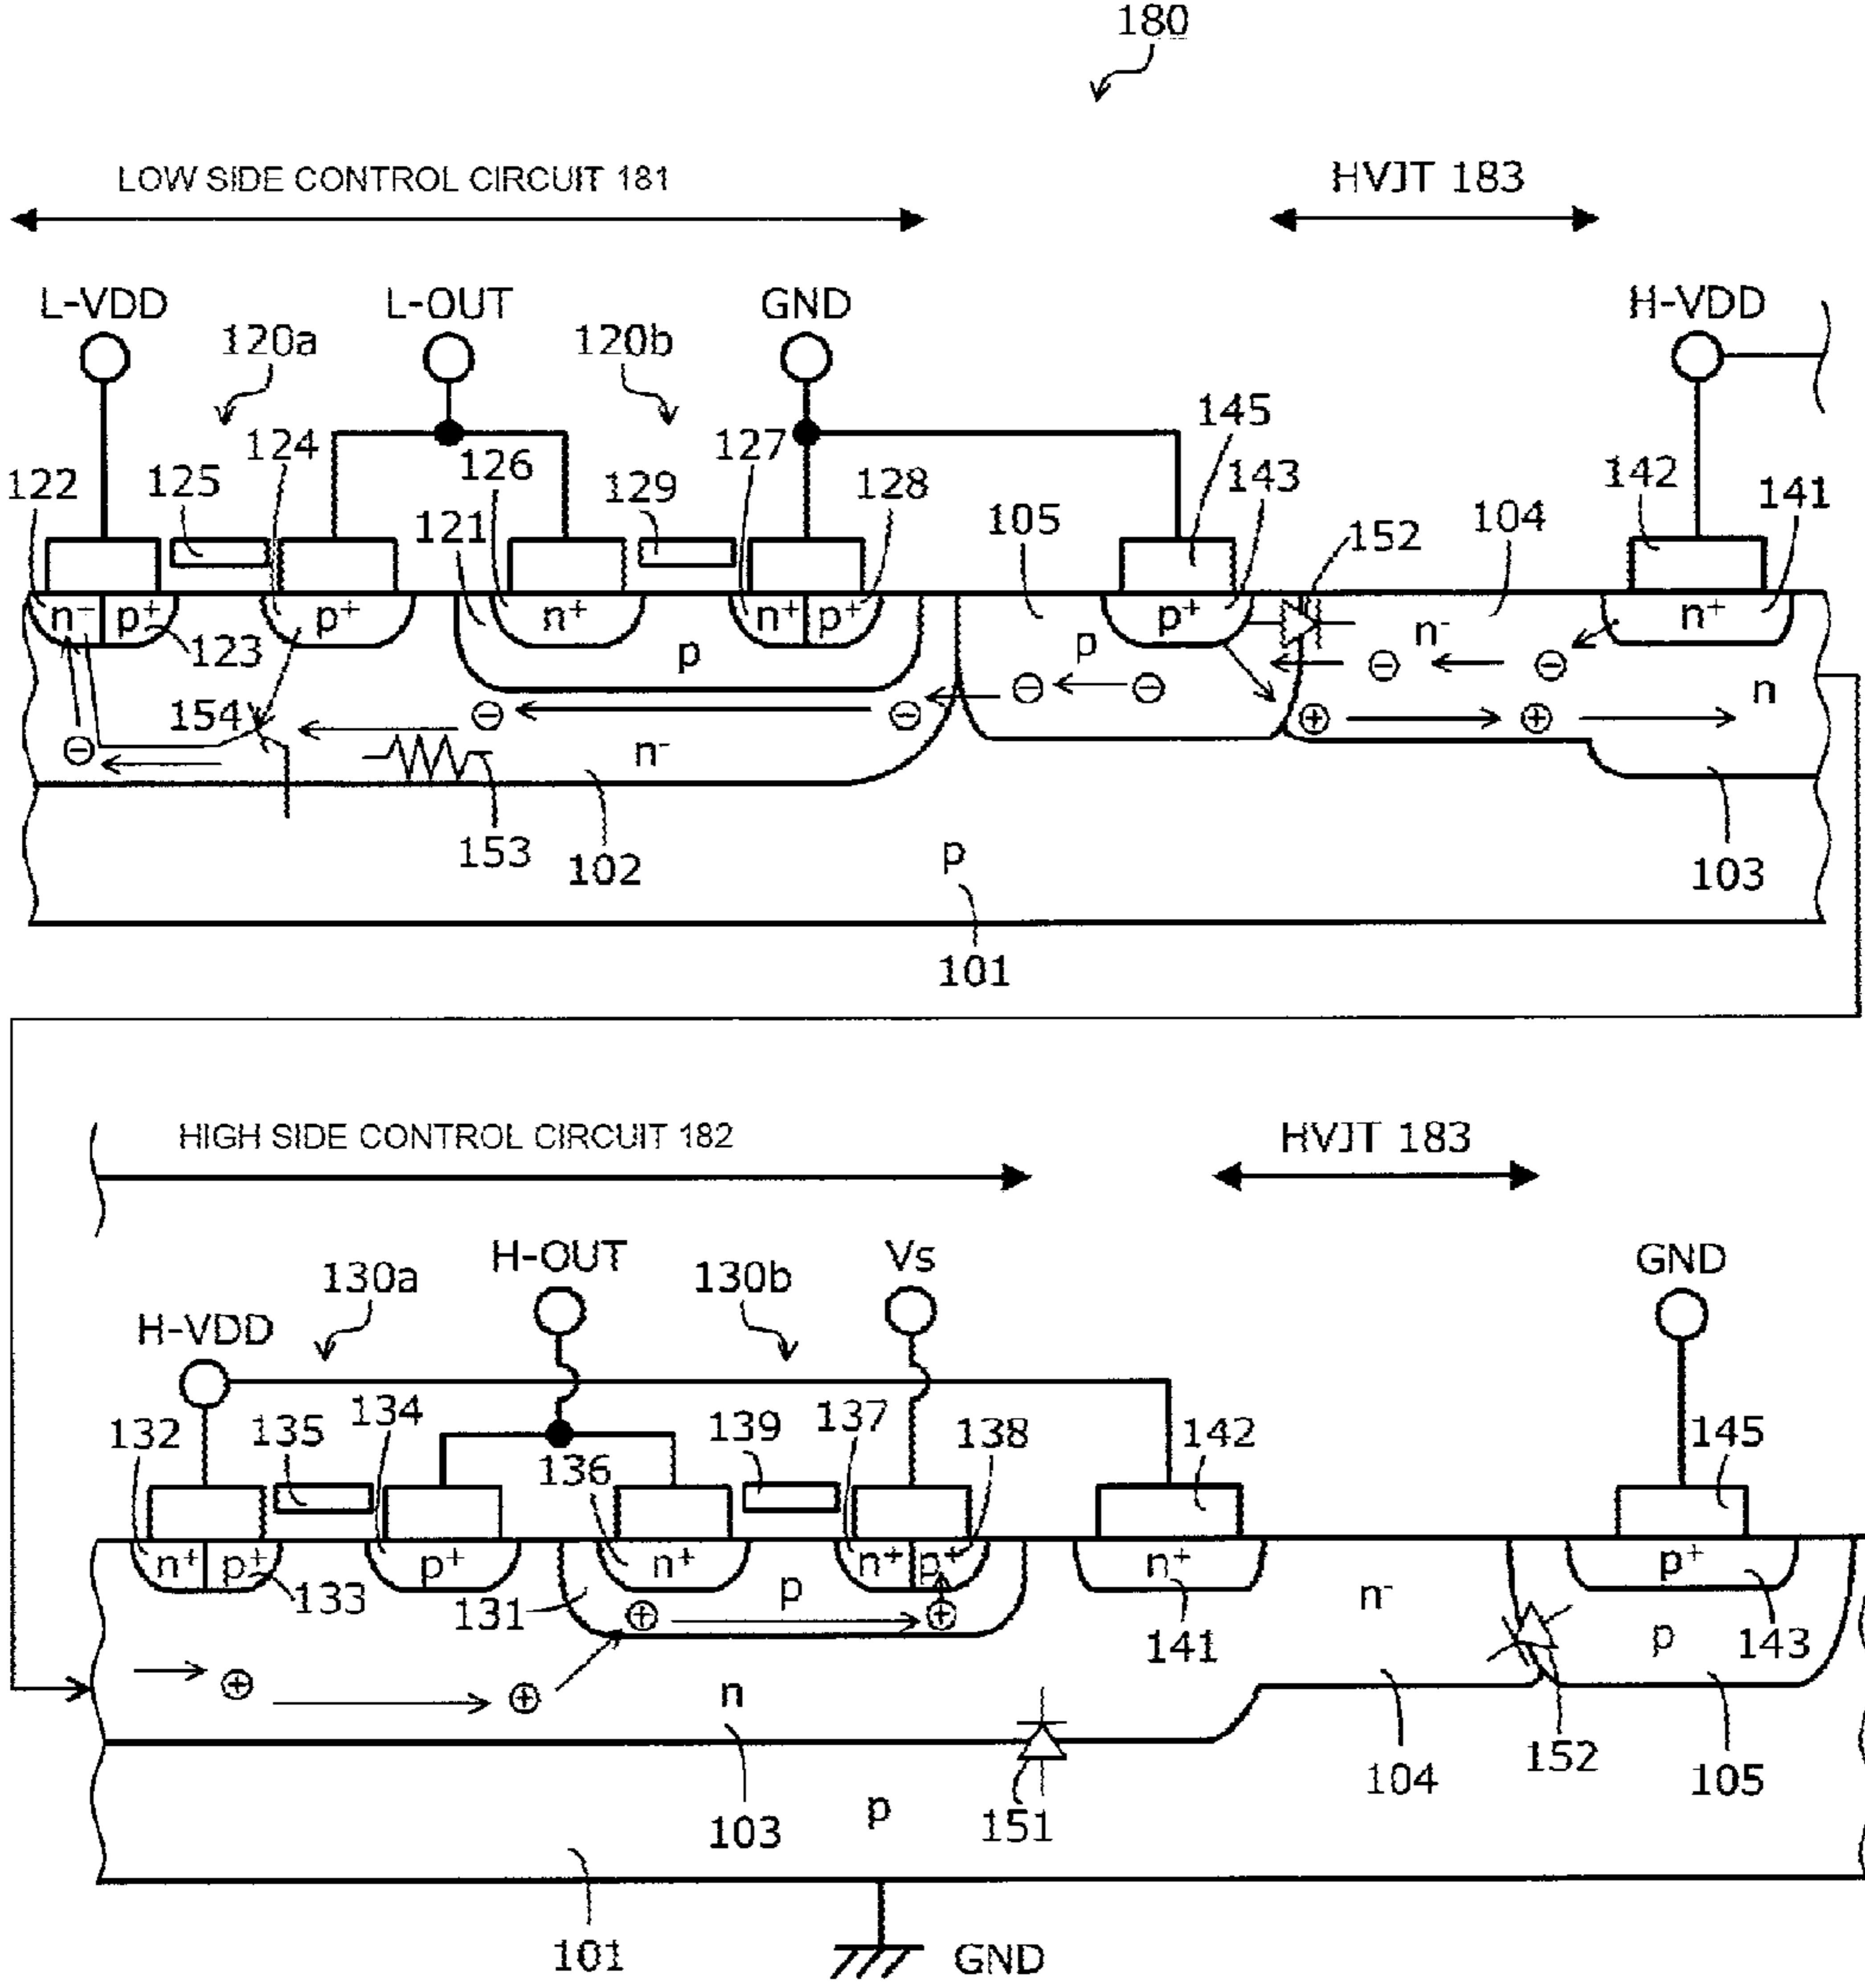 180
LOW SIDE CONTROL CIRCUIT 181
HVJT 183
L-VDD
L-OUT
GND
H-VDD
120a
120b
145
122
125
124
126
127
129
128
143
142
141
121
105
152
104
n⁻
p⁺
p⁺
n⁺
n⁺
p⁺
p⁺
n⁺
123
p
p
n⁻
n
154
n⁻
153
102
p
103
101
HIGH SIDE CONTROL CIRCUIT 182
HVJT 183
H-OUT
Vs
GND
130a
130b
H-VDD
132
135
134
136
139
137
138
142
145
n⁺
p⁺
p⁺
n⁺
n⁺
p⁺
n⁺
p⁺
133
131
p
141
n⁻
p
143
n
103
p
151
104
152
105
101
GND